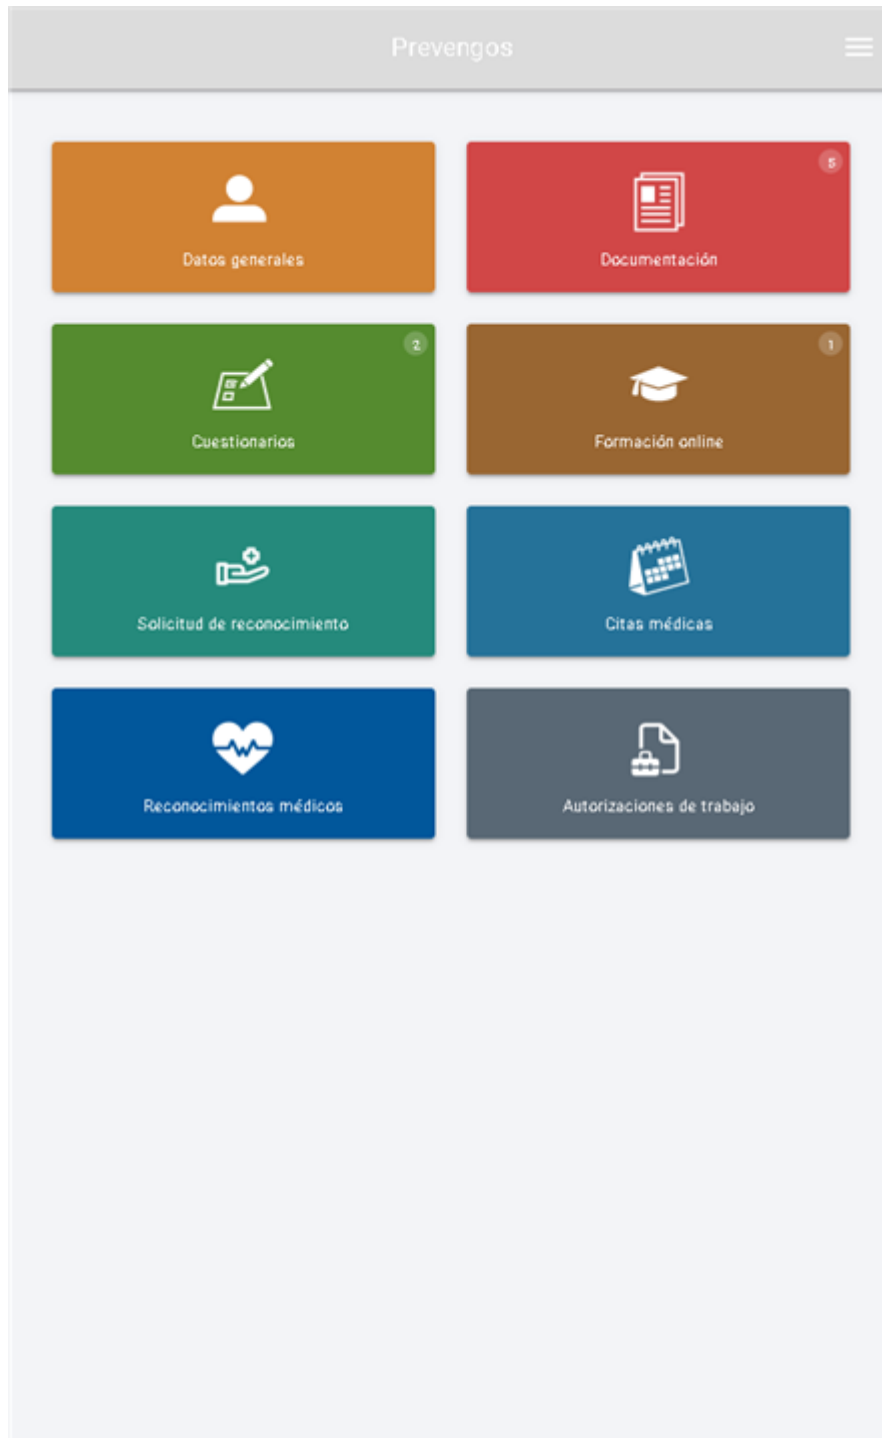 Prevengos
Datos generales
5
Documentación
2
Cuestionarios
1
Formación online
Solicitud de reconocimiento
Citas médicas
Reconocimientos médicos
Autorizaciones de trabajo